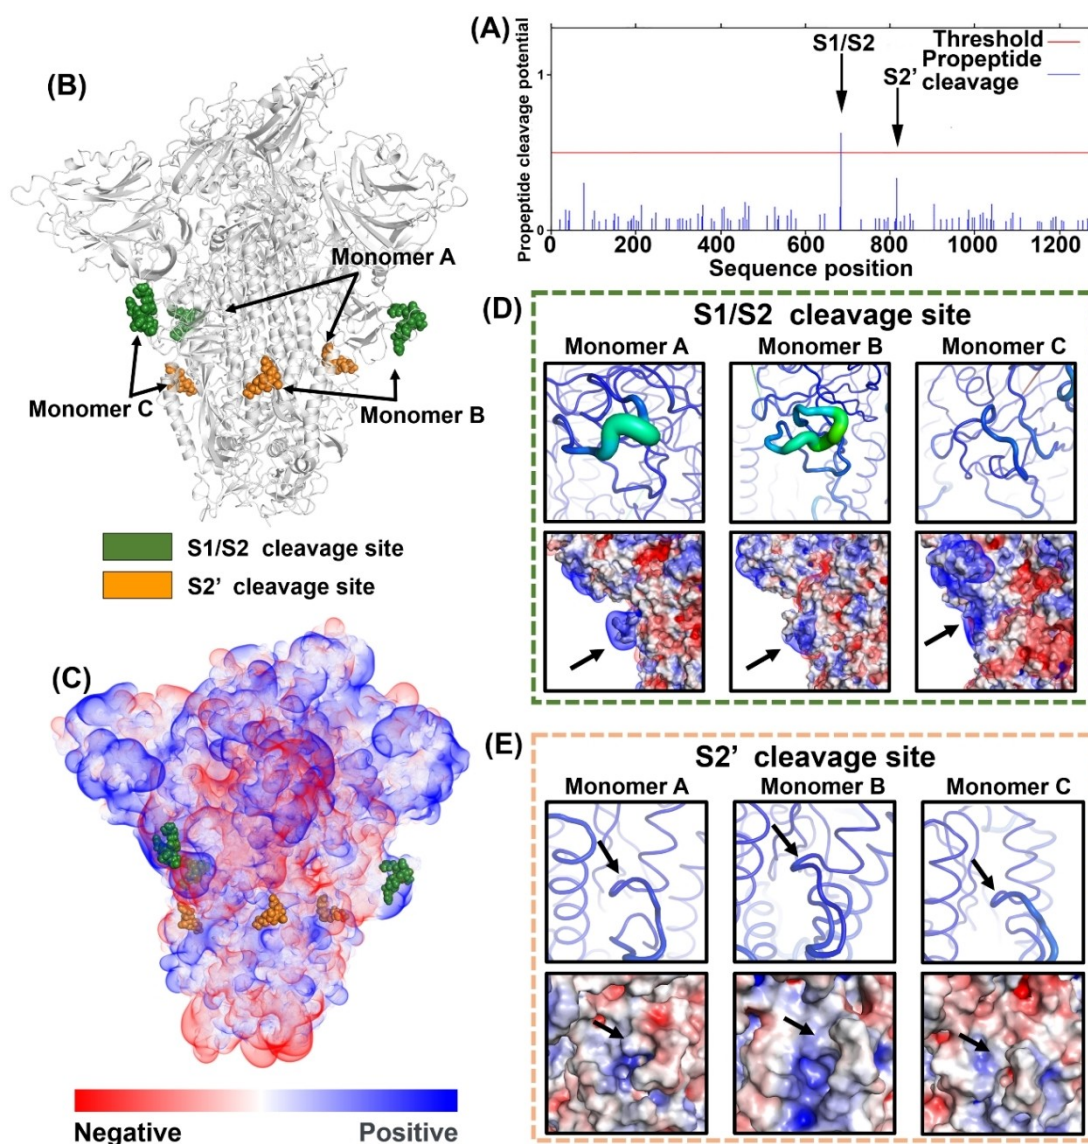 (A)
Propeptide cleavage potential
1
0
S1/S2
S2'
Threshold
Propeptide
cleavage
0 200 400 600 800 1000 1200
Sequence position
(B)
Monomer A
Monomer C
Monomer B
S1/S2 cleavage site
S2' cleavage site
(C)
Negative Positive
(D)
S1/S2 cleavage site
Monomer A Monomer B Monomer C
(E)
S2' cleavage site
Monomer A Monomer B Monomer C